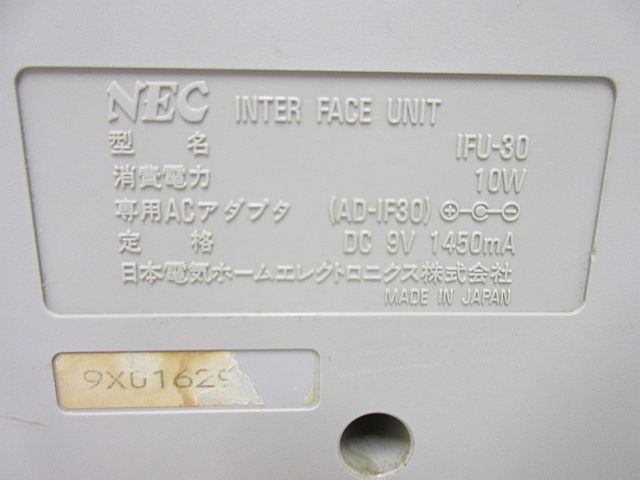 NEC INTER FACE UNIT
型名 IFU-30
消費電力 10W
専用ACアダプタ (AD-IF30)
定格 DC 9V 1450mA
日本電気ホームエレクトロニクス株式会社
MADE IN JAPAN
9X01629